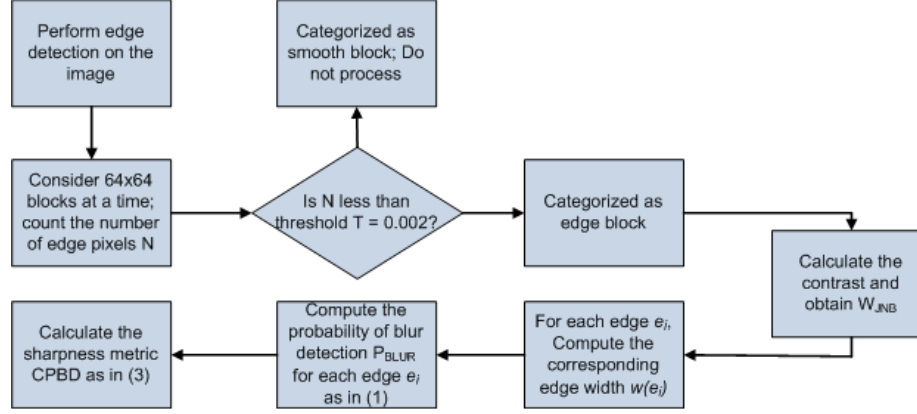 Perform edge
detection on the
image
Categorized as
smooth block; Do
not process
Consider 64x64
blocks at a time;
count the number
of edge pixels N
Is N less than
threshold T = 0.002?
Categorized as
edge block
Calculate the
contrast and
obtain W_JNB
For each edge e_i,
Compute the
corresponding
edge width w(e_i)
Compute the
probability of blur
detection P_BLUR
for each edge e_i
as in (1)
Calculate the
sharpness metric
CPBD as in (3)